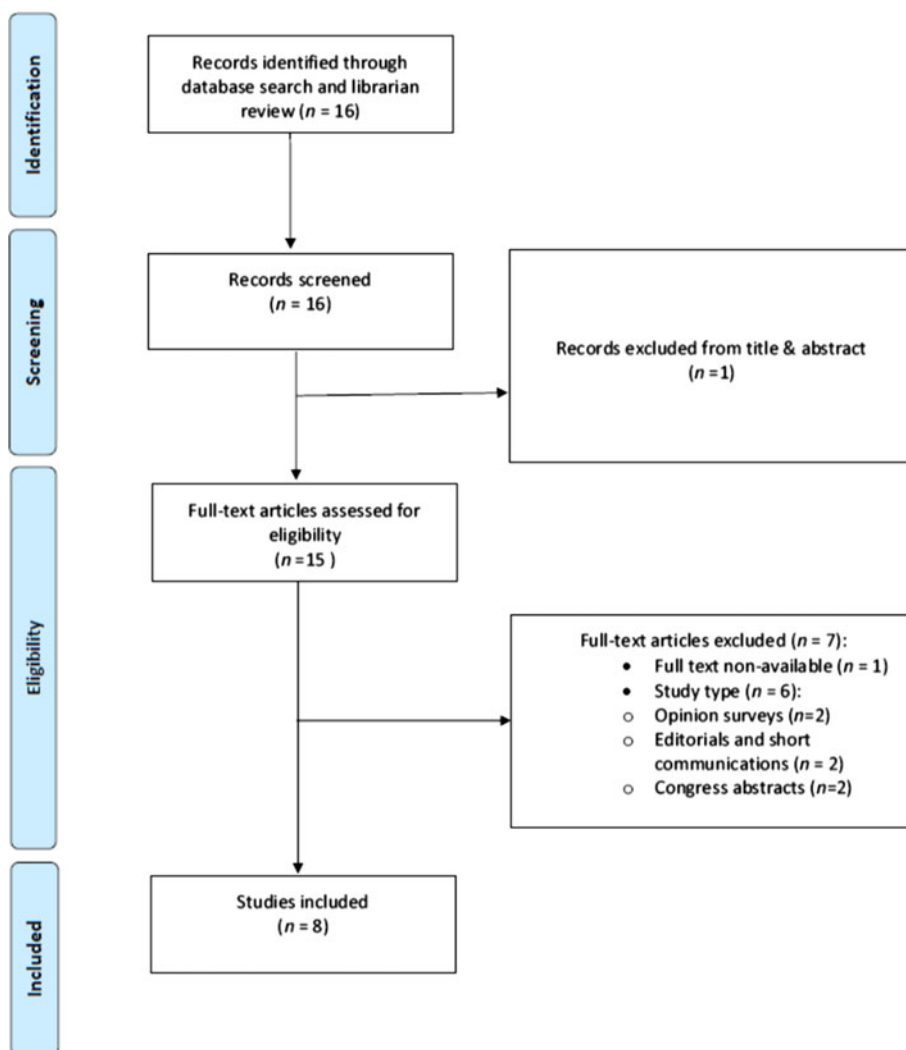 Identification
Records identified through
database search and librarian
review (n = 16)
Screening
Records screened
(n = 16)
Records excluded from title & abstract
(n =1)
Eligibility
Full-text articles assessed for
eligibility
(n =15 )
Full-text articles excluded (n = 7):
• Full text non-available (n = 1)
• Study type (n = 6):
o Opinion surveys (n=2)
o Editorials and short
communications (n = 2)
o Congress abstracts (n=2)
Included
Studies included
(n = 8)